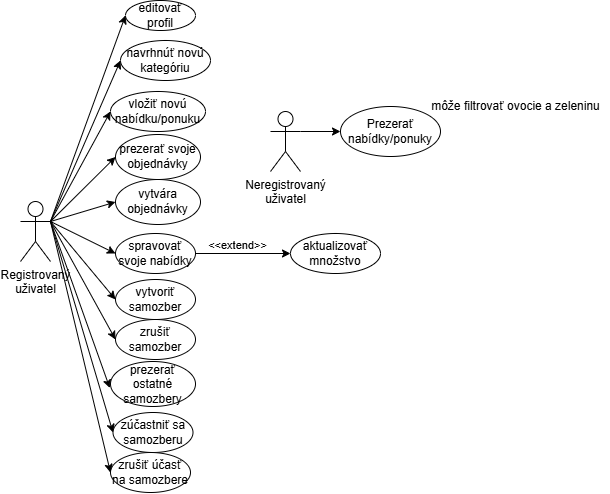 editovať
profil
navrhnúť novú
kategóriu
vložiť novú
nabídku/ponuku
môže filtrovať ovocie a zeleninu
Prezerať
nabídky/ponuky
prezerať svoje
objednávky
Neregistrovaný
uživatel
vytvára
objednávky
Registrovaný
uživatel
spravovať
svoje nabídky
<<extend>>
aktualizovať
množstvo
vytvoriť
samozber
zrušiť
samozber
prezerať
ostatné
samozbery
zúčastniť sa
samozberu
zrušiť účasť
na samozbere